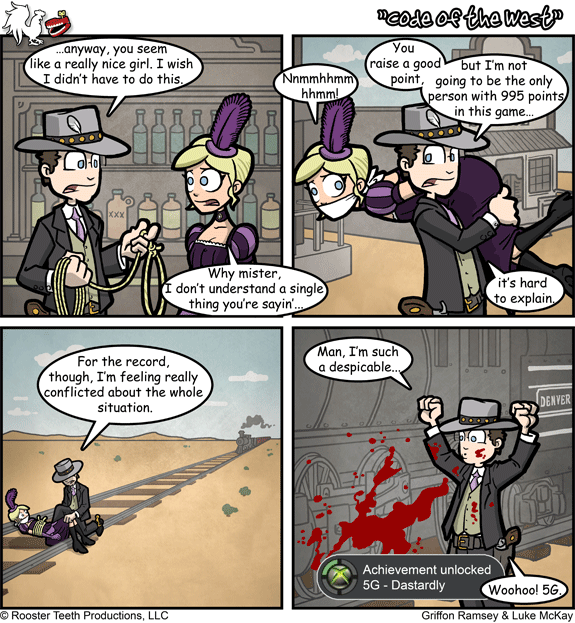 "Code of the West"
...anyway, you seem
like a really nice girl. I wish
I didn't have to do this.
XXX
Why mister,
I don't understand a single
thing you're sayin'...
Nnmmhhmm
hhmm!
You
raise a good
point,
but I'm not
going to be the only
person with 995 points
in this game...
it's hard
to explain.
For the record,
though, I'm feeling really
conflicted about the whole
situation.
Man, I'm such
a despicable...
DENVER
Achievement unlocked
5G - Dastardly
Woohoo! 5G.
© Rooster Teeth Productions, LLC
Griffon Ramsey & Luke McKay